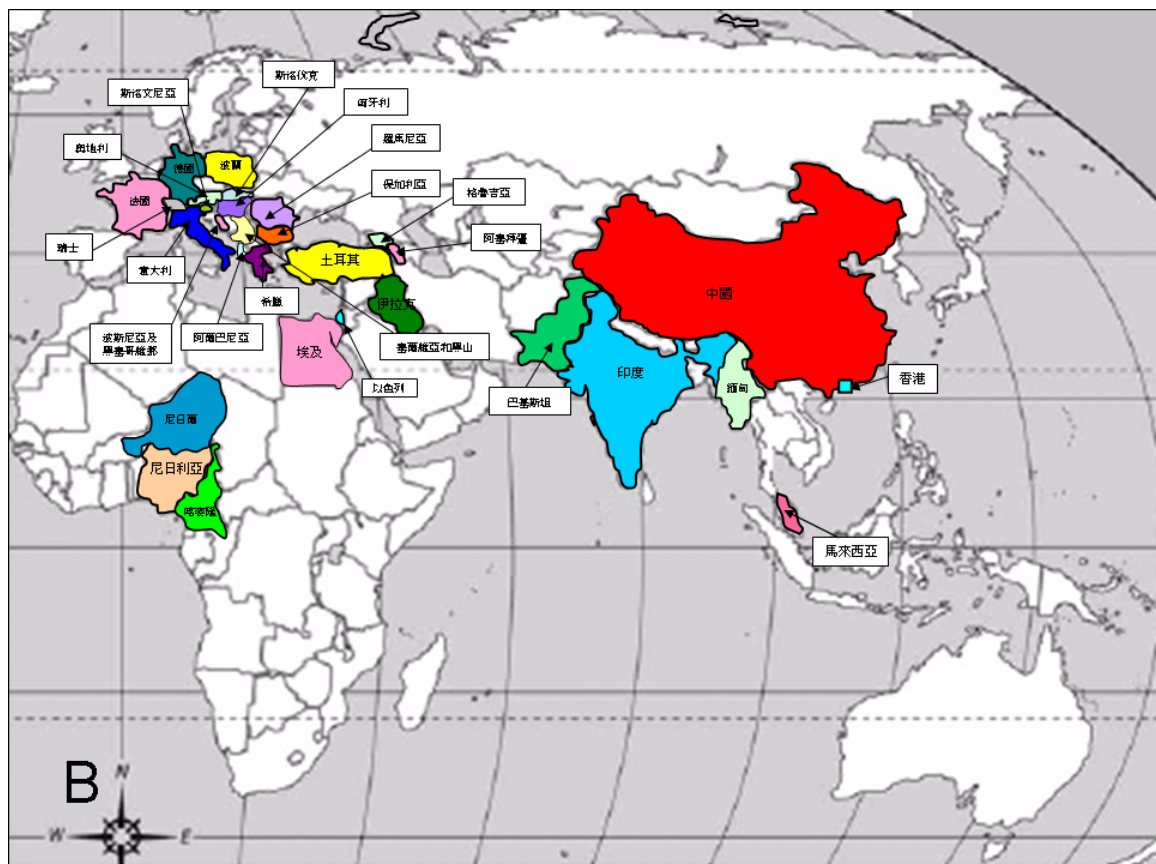 斯洛伐克
斯洛文尼亞
匈牙利
奧地利
羅馬尼亞
德國
波蘭
保加利亞
格魯吉亞
法國
阿塞拜疆
瑞士
土耳其
意大利
中國
希臘
伊拉克
波斯尼亞及
黑塞哥維那
阿爾巴尼亞
塞爾維亞和黑山
埃及
印度
以色列
緬甸
香港
巴基斯坦
尼日爾
尼日利亞
喀麥隆
馬來西亞
B
N
W
E